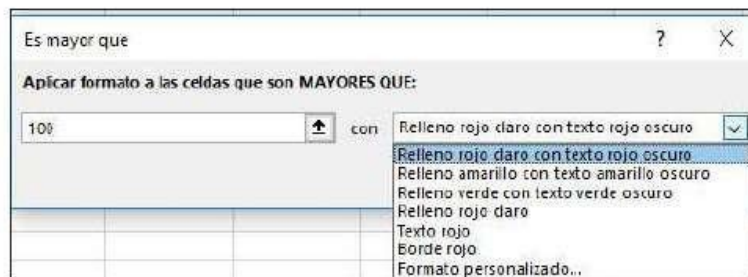 Es mayor que ? X
Aplicar formato a las celdas que son MAYORES QUE:
100 con Relleno rojo claro con texto rojo oscuro
Relleno rojo claro con texto rojo oscuro
Relleno amarillo con texto amarillo oscuro
Relleno verde con texto verde oscuro
Relleno rojo claro
Texto rojo
Borde rojo
Formato personalizado...